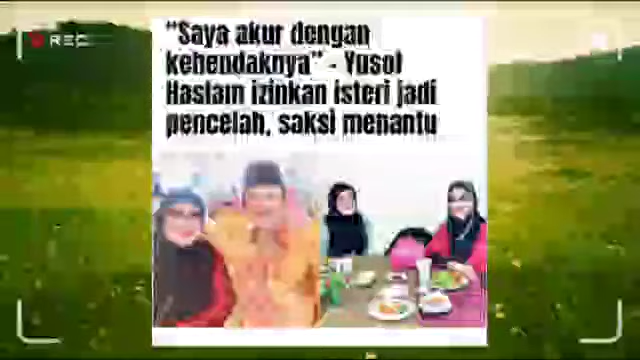 REC
"Saya akur dengan
kehendaknya" - Yusof
Haslam izinkan isteri jadi
pencelah, saksi menantu